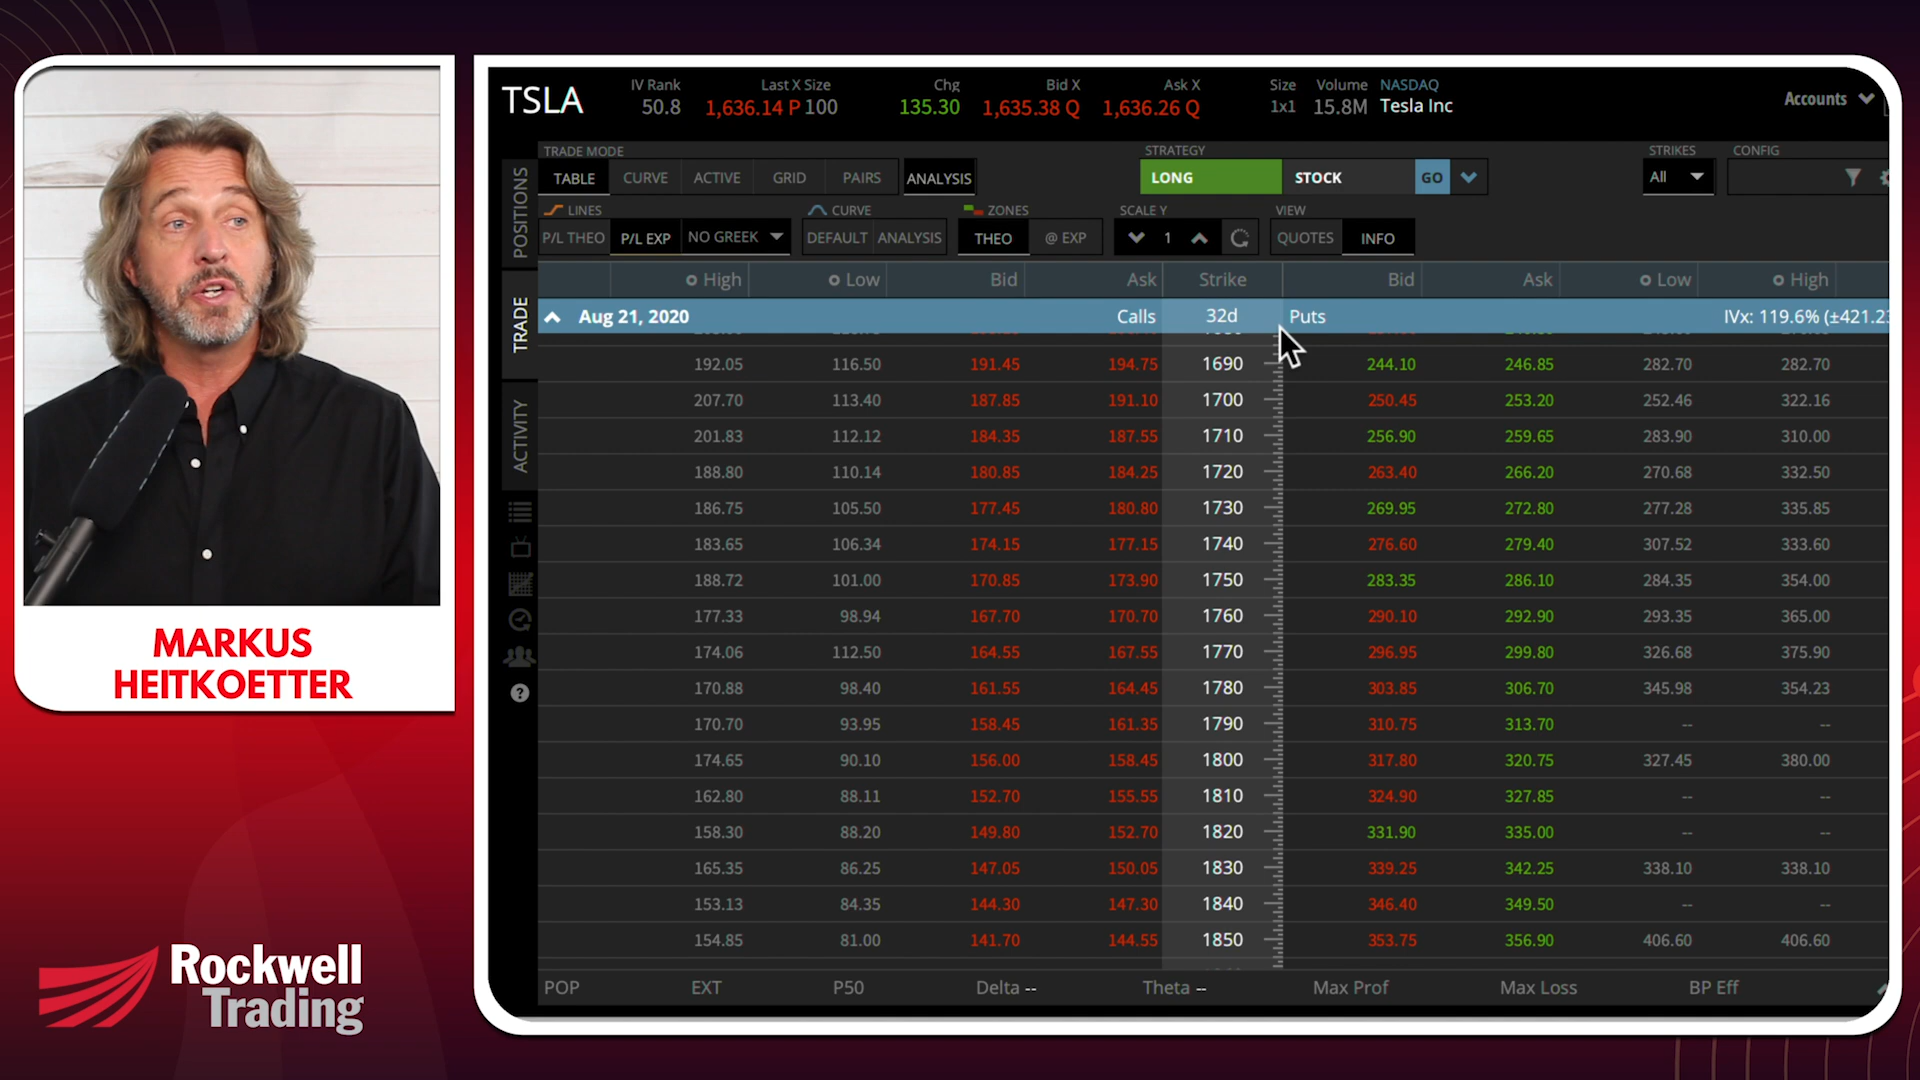 MARKUS
HEITKOETTER
Rockwell
Trading
TSLA
IV Rank Last X Size Chg Bid X Ask X Size Volume NASDAQ
50.8 1,636.14 P 100 135.30 1,635.38 Q 1,636.26 Q 1x1 15.8M Tesla Inc
Accounts
TRADE MODE STRATEGY STRIKES CONFIG
TABLE CURVE ACTIVE GRID PAIRS ANALYSIS LONG STOCK GO All
LINES CURVE ZONES SCALE Y VIEW
P/L THEO P/L EXP NO GREEK DEFAULT ANALYSIS THEO @ EXP 1 QUOTES INFO
POSITIONS
TRADE
ACTIVITY
High Low Bid Ask Strike Bid Ask Low High
Aug 21, 2020 Calls 32d Puts IVx: 119.6% (±421.23
192.05 116.50 191.45 194.75 1690 244.10 246.85 282.70 282.70
207.70 113.40 187.85 191.10 1700 250.45 253.20 252.46 322.16
201.83 112.12 184.35 187.55 1710 256.90 259.65 283.90 310.00
188.80 110.14 180.85 184.25 1720 263.40 266.20 270.68 332.50
186.75 105.50 177.45 180.80 1730 269.95 272.80 277.28 335.85
183.65 106.34 174.15 177.15 1740 276.60 279.40 307.52 333.60
188.72 101.00 170.85 173.90 1750 283.35 286.10 284.35 354.00
177.33 98.94 167.70 170.70 1760 290.10 292.90 293.35 365.00
174.06 112.50 164.55 167.55 1770 296.95 299.80 326.68 375.90
170.88 98.40 161.55 164.45 1780 303.85 306.70 345.98 354.23
170.70 93.95 158.45 161.35 1790 310.75 313.70 -- --
174.65 90.10 156.00 158.45 1800 317.80 320.75 327.45 380.00
162.80 88.11 152.70 155.55 1810 324.90 327.85 -- --
158.30 88.20 149.80 152.70 1820 331.90 335.00 -- --
165.35 86.25 147.05 150.05 1830 339.25 342.25 338.10 338.10
153.13 84.35 144.30 147.30 1840 346.40 349.50 -- --
154.85 81.00 141.70 144.55 1850 353.75 356.90 406.60 406.60
POP EXT P50 Delta -- Theta -- Max Prof Max Loss BP Eff